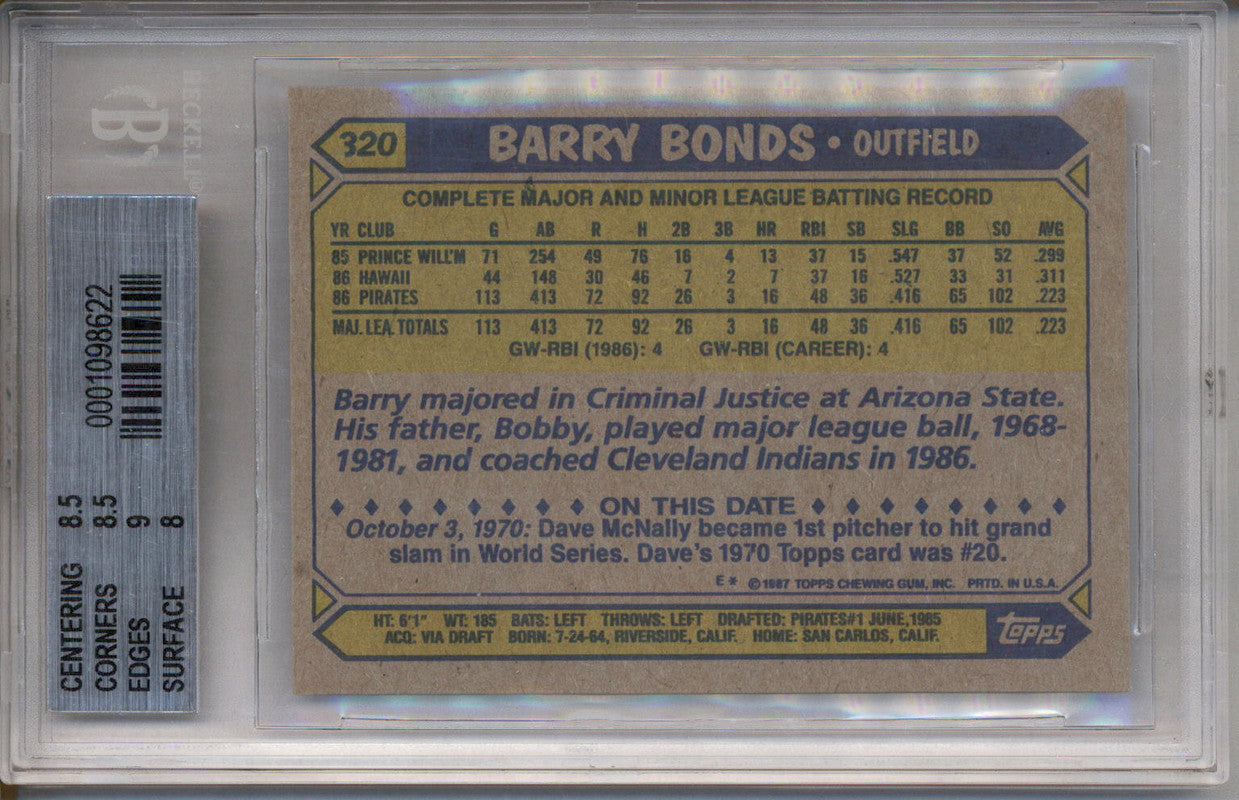 320 BARRY BONDS • OUTFIELD
COMPLETE MAJOR AND MINOR LEAGUE BATTING RECORD
YR CLUB G AB R H 2B 3B HR RBI SB SLG BB SO AVG
85 PRINCE WILL'M 71 254 49 76 16 4 13 37 15 .547 37 52 .299
86 HAWAII 44 148 30 46 7 2 7 37 16 .527 33 31 .311
86 PIRATES 113 413 72 92 26 3 16 48 36 .416 65 102 .223
MAJ. LEA. TOTALS 113 413 72 92 26 3 16 48 36 .416 65 102 .223
GW-RBI (1986): 4 GW-RBI (CAREER): 4
Barry majored in Criminal Justice at Arizona State.
His father, Bobby, played major league ball, 1968-
1981, and coached Cleveland Indians in 1986.
ON THIS DATE
October 3, 1970: Dave McNally became 1st pitcher to hit grand
slam in World Series. Dave's 1970 Topps card was #20.
E* ©1987 TOPPS CHEWING GUM, INC. PRTD. IN U.S.A.
HT: 6'1" WT: 185 BATS: LEFT THROWS: LEFT DRAFTED: PIRATES#1 JUNE, 1985
ACQ: VIA DRAFT BORN: 7-24-64, RIVERSIDE, CALIF. HOME: SAN CARLOS, CALIF.
topps
CENTERING 8.5
CORNERS 8.5
EDGES 9
SURFACE 8
0001098622